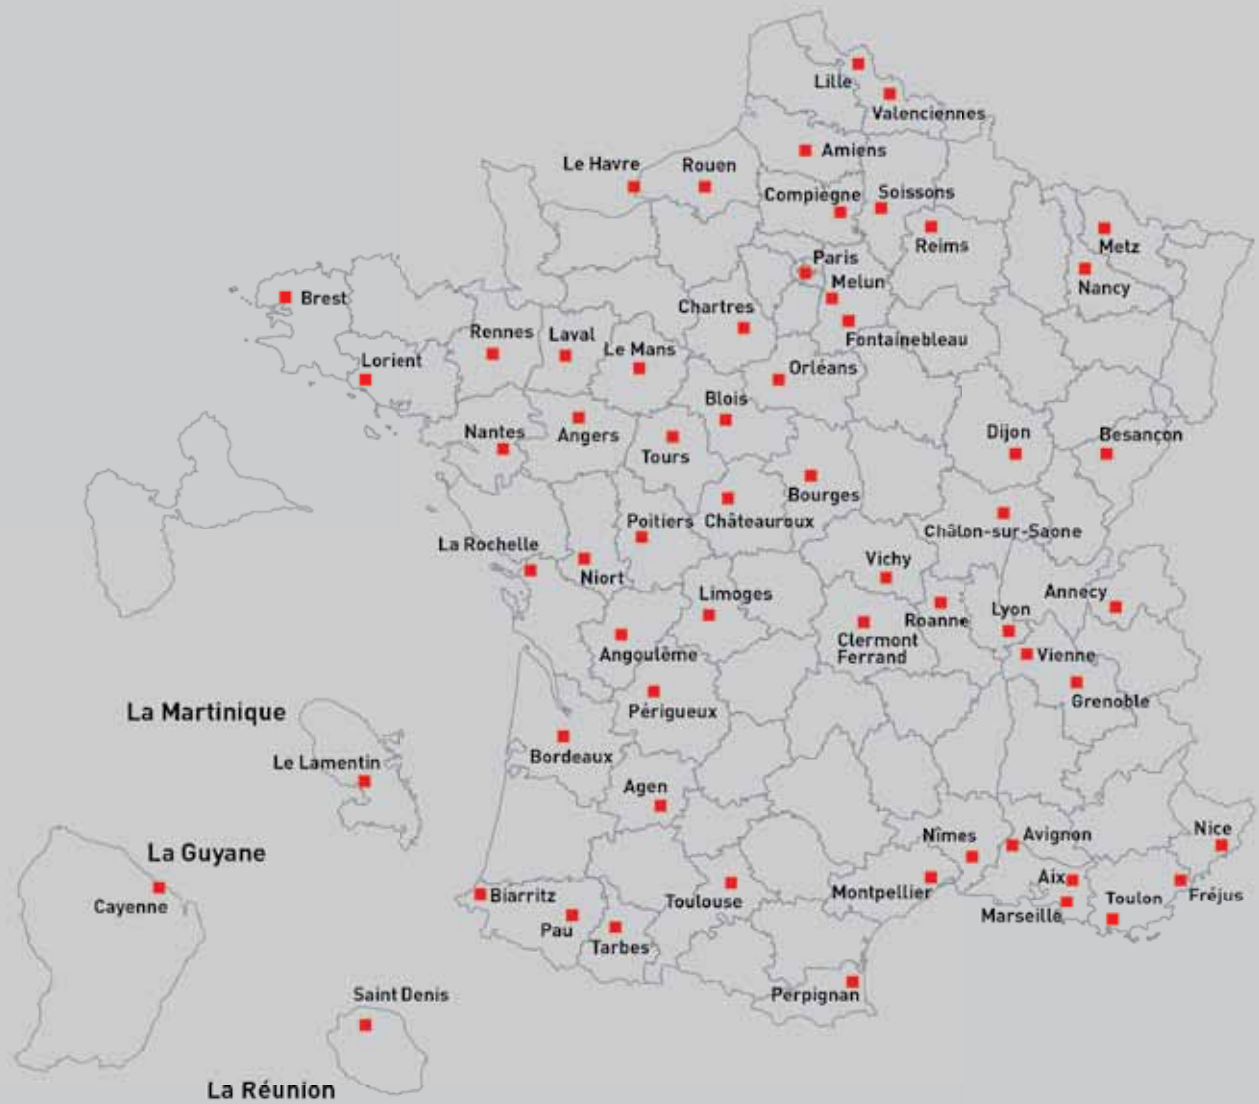 Lille
Valenciennes
Amiens
Le Havre
Rouen
Compiègne
Soissons
Reims
Metz
Paris
Melun
Nancy
Brest
Chartres
Fontainebleau
Rennes
Laval
Le Mans
Lorient
Orléans
Blois
Nantes
Angers
Tours
Dijon
Besançon
Bourges
Châteauroux
Poitiers
Châlon-sur-Saone
La Rochelle
Niort
Vichy
Limoges
Annecy
Roanne
Lyon
Angoulême
Clermont
Ferrand
Vienne
Grenoble
La Martinique
Périgueux
Bordeaux
Le Lamentin
Agen
Nîmes
Avignon
Nice
La Guyane
Cayenne
Biarritz
Toulouse
Montpellier
Aix
Marseille
Toulon
Fréjus
Pau
Tarbes
Perpignan
Saint Denis
La Réunion